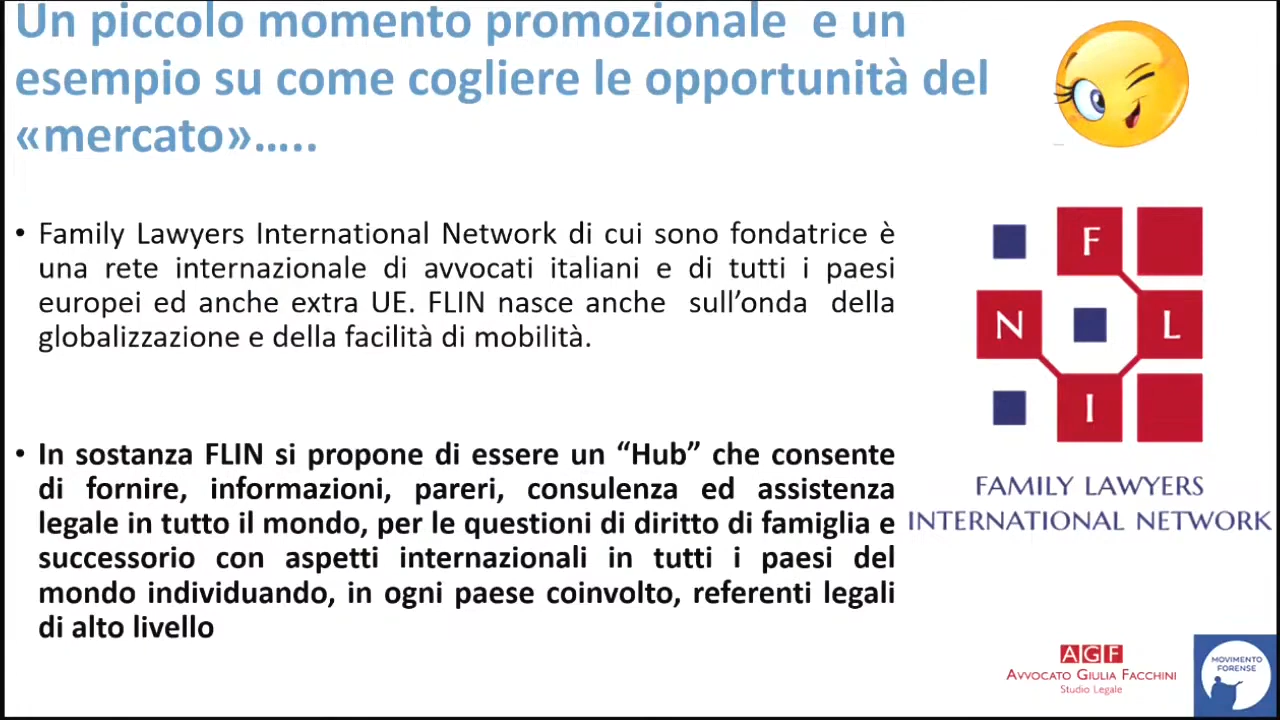 Un piccolo momento promozionale e un
esempio su come cogliere le opportunità del
«mercato»…..
• Family Lawyers International Network di cui sono fondatrice è
una rete internazionale di avvocati italiani e di tutti i paesi
europei ed anche extra UE. FLIN nasce anche sull’onda della
globalizzazione e della facilità di mobilità.
• In sostanza FLIN si propone di essere un “Hub” che consente
di fornire, informazioni, pareri, consulenza ed assistenza
legale in tutto il mondo, per le questioni di diritto di famiglia e
successorio con aspetti internazionali in tutti i paesi del
mondo individuando, in ogni paese coinvolto, referenti legali
di alto livello
F
N L
I
FAMILY LAWYERS
INTERNATIONAL NETWORK
AGF
AVVOCATO GIULIA FACCHINI
Studio Legale
MOVIMENTO
FORENSE